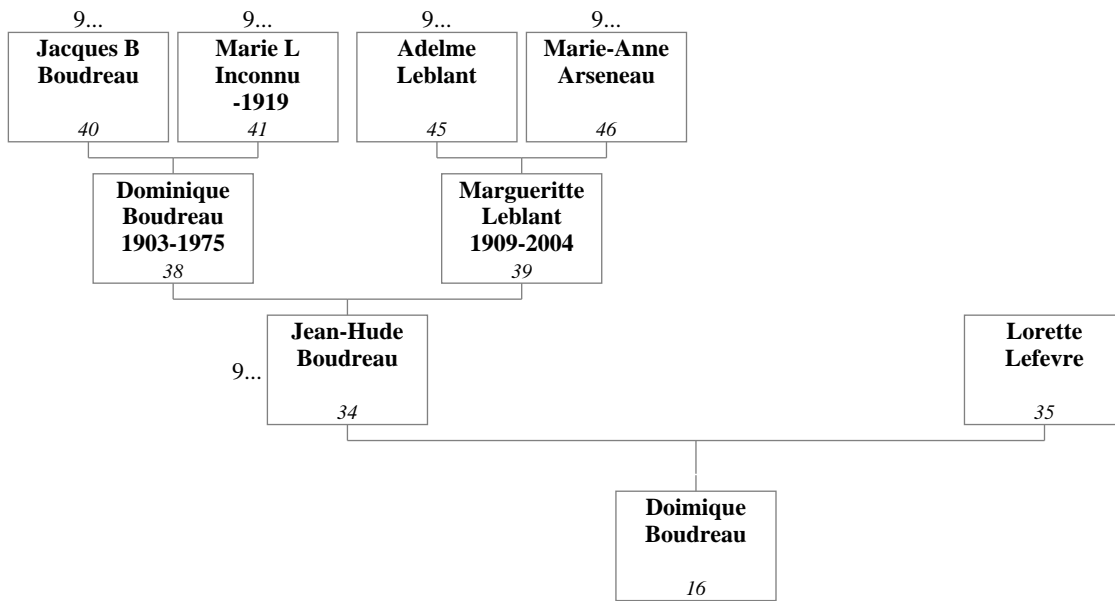 9...
9...
9...
9...
Jacques B
Boudreau
40
Marie L
Inconnu
-1919
41
Adelme
Leblant
45
Marie-Anne
Arseneau
46
Dominique
Boudreau
1903-1975
38
Margueritte
Leblant
1909-2004
39
9...
Jean-Hude
Boudreau
34
Lorette
Lefevre
35
Doimique
Boudreau
16